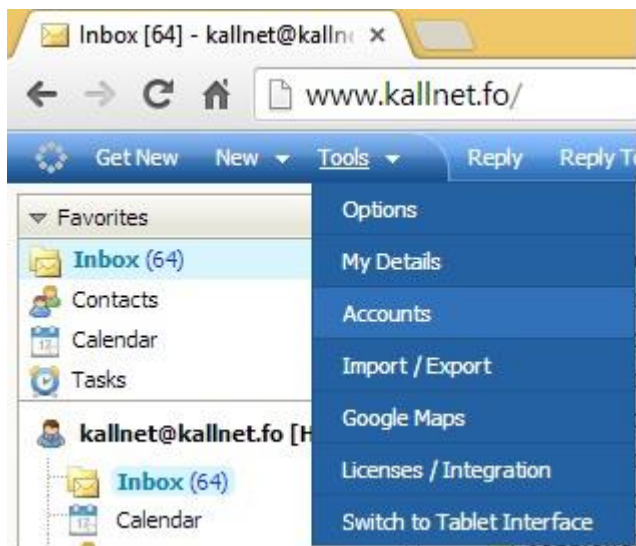 Inbox [64] - kallnet@kalln
www.kallnet.fo/
Get New New Tools Reply Reply
Favorites
Inbox (64)
Contacts
Calendar
Tasks
kallnet@kallnet.fo [H
Inbox (64)
Calendar
Options
My Details
Accounts
Import / Export
Google Maps
Licenses / Integration
Switch to Tablet Interface